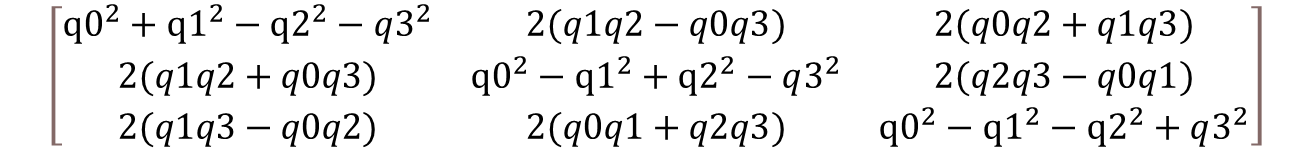 q0² + q1² − q2² − q3² 2(q1q2 − q0q3) 2(q0q2 + q1q3)
2(q1q2 + q0q3) q0² − q1² + q2² − q3² 2(q2q3 − q0q1)
2(q1q3 − q0q2) 2(q0q1 + q2q3) q0² − q1² − q2² + q3²